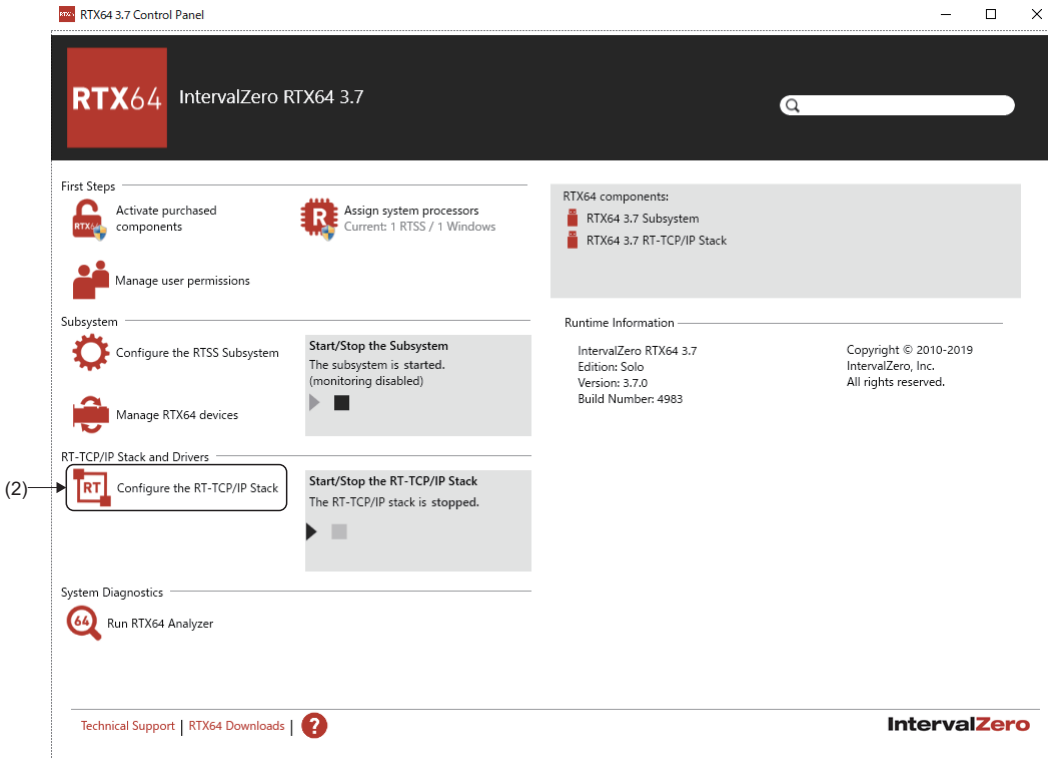 RTX64 3.7 Control Panel
RTX64
IntervalZero RTX64 3.7
First Steps
RTX64
Activate purchased
components
R
Assign system processors
Current: 1 RTSS / 1 Windows
Manage user permissions
RTX64 components:
RTX64 3.7 Subsystem
RTX64 3.7 RT-TCP/IP Stack
Subsystem
Configure the RTSS Subsystem
Start/Stop the Subsystem
The subsystem is started.
(monitoring disabled)
Manage RTX64 devices
Runtime Information
IntervalZero RTX64 3.7
Edition: Solo
Version: 3.7.0
Build Number: 4983
Copyright © 2010-2019
IntervalZero, Inc.
All rights reserved.
RT-TCP/IP Stack and Drivers
(2)
RT
Configure the RT-TCP/IP Stack
Start/Stop the RT-TCP/IP Stack
The RT-TCP/IP stack is stopped.
System Diagnostics
64
Run RTX64 Analyzer
Technical Support | RTX64 Downloads | ?
IntervalZero